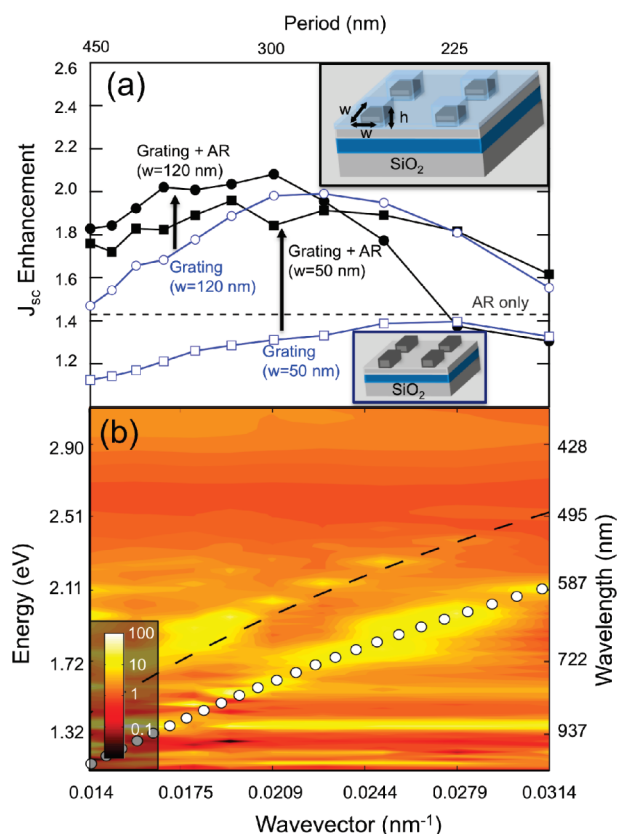 Period (nm)
450 300 225
2.6
2.4
2.2
2.0
1.8
1.6
1.4
1.2
J_sc Enhancement
(a)
w
w
h
SiO₂
Grating + AR
(w=120 nm)
Grating
(w=120 nm)
Grating + AR
(w=50 nm)
AR only
Grating
(w=50 nm)
SiO₂
(b)
2.90
2.51
2.11
1.72
1.32
Energy (eV)
428
495
587
722
937
Wavelength (nm)
100
10
1
0.1
0.014 0.0175 0.0209 0.0244 0.0279 0.0314
Wavevector (nm⁻¹)